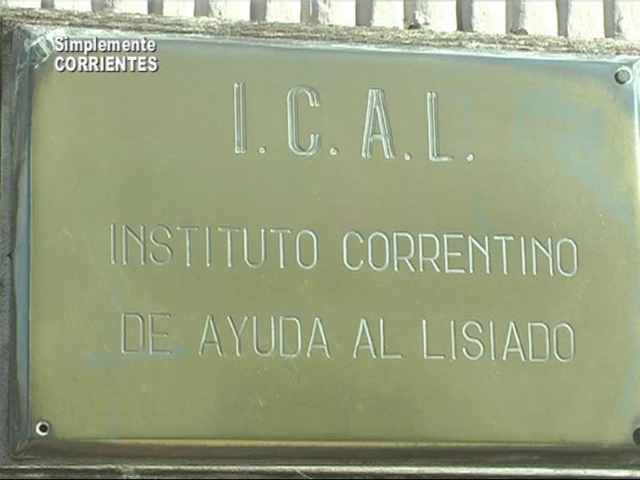 Simplemente
CORRIENTES
I.C.A.L.
INSTITUTO CORRENTINO
DE AYUDA AL LISIADO